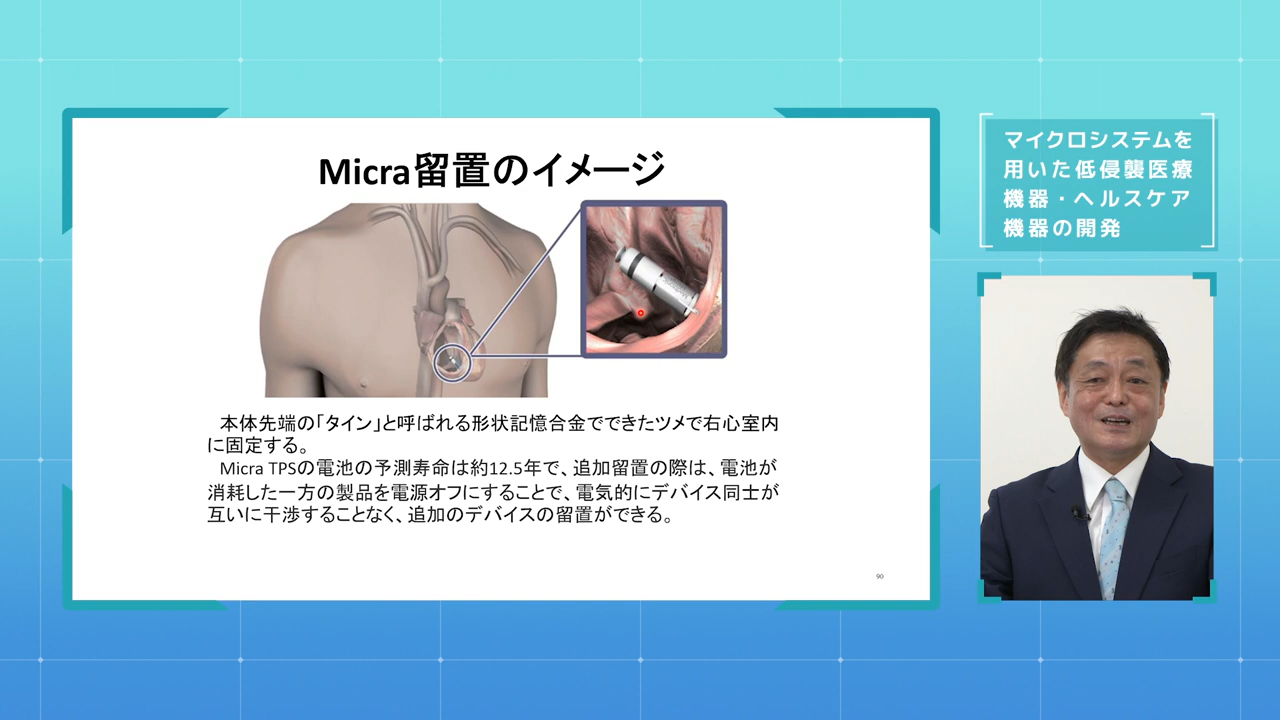 Micra留置のイメージ
本体先端の「タイン」と呼ばれる形状記憶合金でできたツメで右心室内
に固定する。
Micra TPSの電池の予測寿命は約12.5年で、追加留置の際は、電池が
消耗した一方の製品を電源オフにすることで、電気的にデバイス同士が
互いに干渉することなく、追加のデバイスの留置ができる。
90
マイクロシステムを
用いた低侵襲医療
機器・ヘルスケア
機器の開発